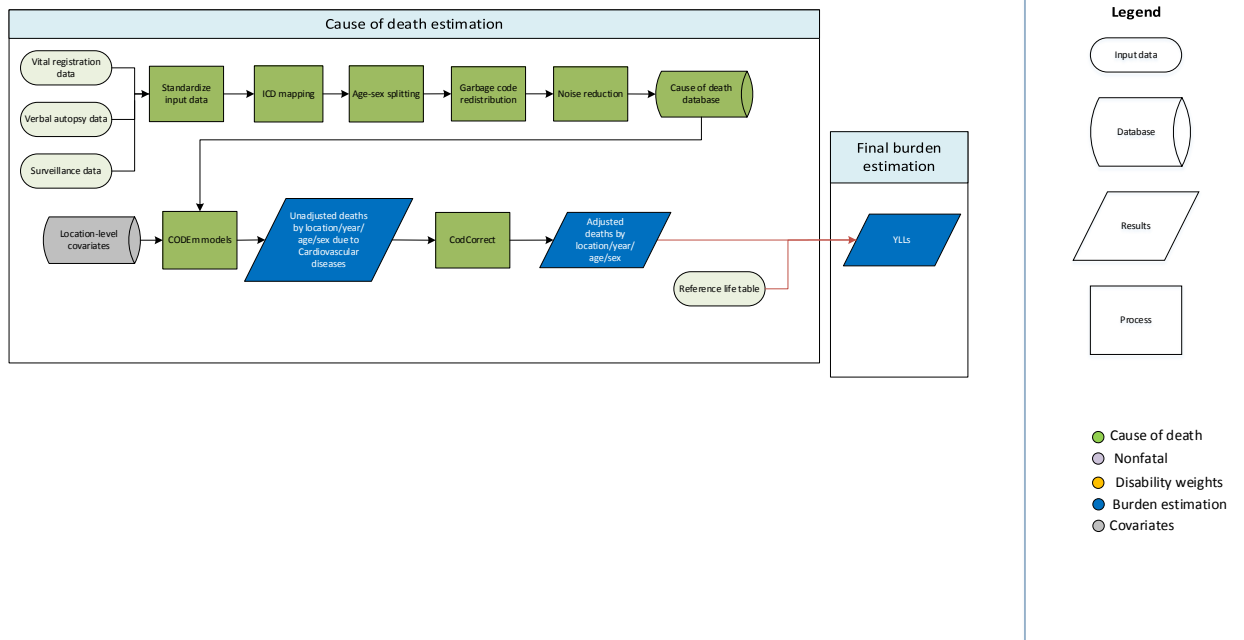 Cause of death estimation
Vital registration
data
Verbal autopsy data
Surveillance data
Standardize
input data
ICD mapping
Age-sex splitting
Garbage code
redistribution
Noise reduction
Cause of death
database
Location-level
covariates
CODEm models
Unadjusted deaths
by location/year/
age/sex due to
Cardiovascular
diseases
CodCorrect
Adjusted
deaths by
location/year/
age/sex
Reference life table
Final burden
estimation
YLLs
Legend
Input data
Database
Results
Process
Cause of death
Nonfatal
Disability weights
Burden estimation
Covariates